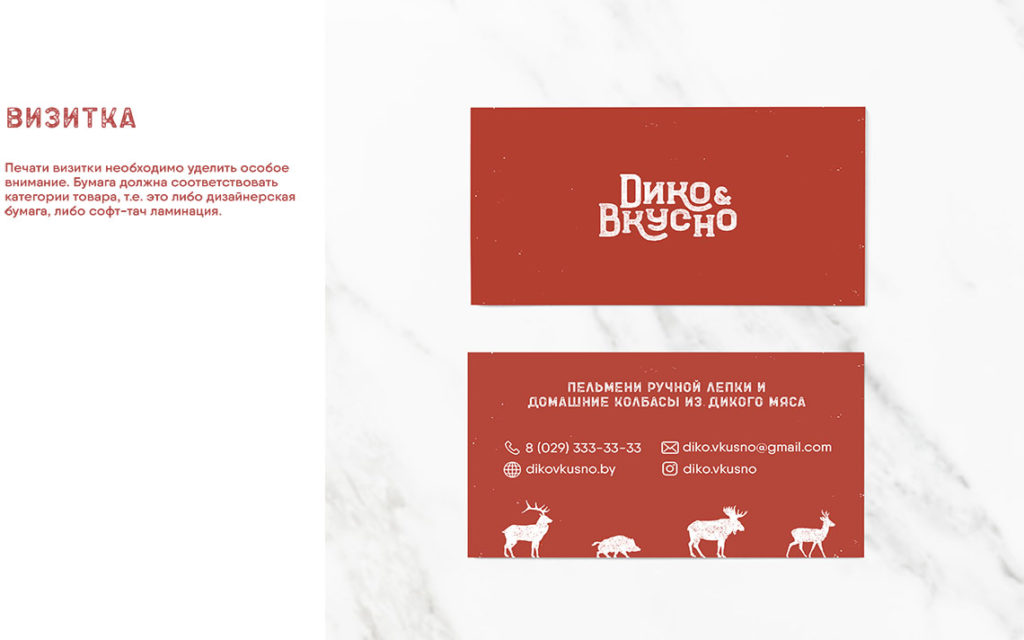 ВИЗИТКА
Печати визитки необходимо уделить особое
внимание. Бумага должна соответствовать
категории товара, т.е. это либо дизайнерская
бумага, либо софт-тач ламинация.
Дико&
Вкусно
ПЕЛЬМЕНИ РУЧНОЙ ЛЕПКИ И
ДОМАШНИЕ КОЛБАСЫ ИЗ ДИКОГО МЯСА
8 (029) 333-33-33
diko.vkusno@gmail.com
dikovkusno.by
diko.vkusno